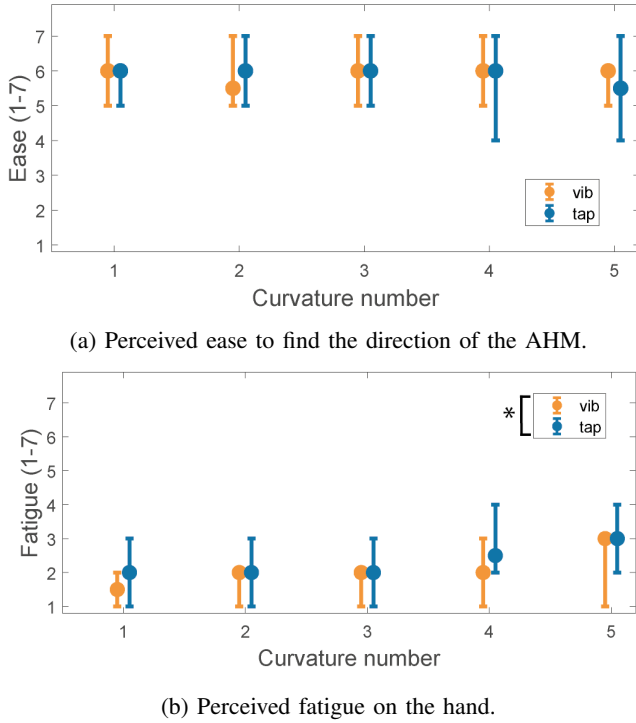 7
6
5
4
3
2
1
Ease (1-7)
vib
tap
1 2 3 4 5
Curvature number
(a) Perceived ease to find the direction of the AHM.
7
6
5
4
3
2
1
Fatigue (1-7)
*
vib
tap
1 2 3 4 5
Curvature number
(b) Perceived fatigue on the hand.